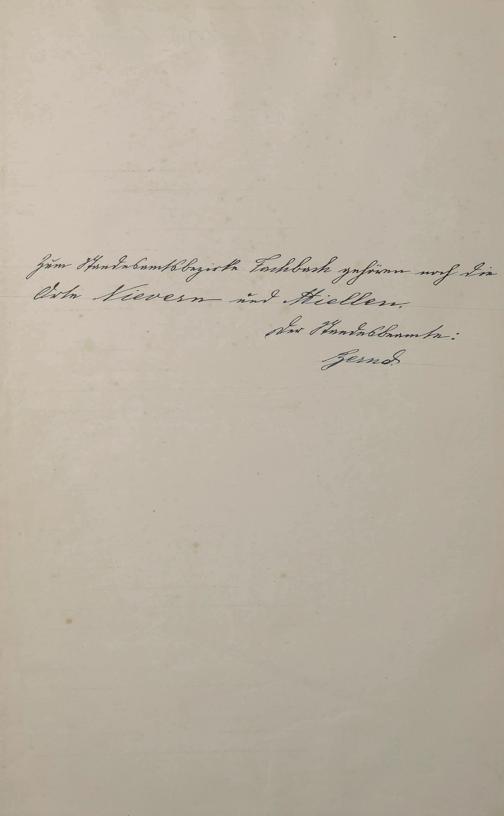 Zum Standesamtsbezirke Fachbach gehören noch die
Orte Nievern und Miellen.
Der Standesbeamte: